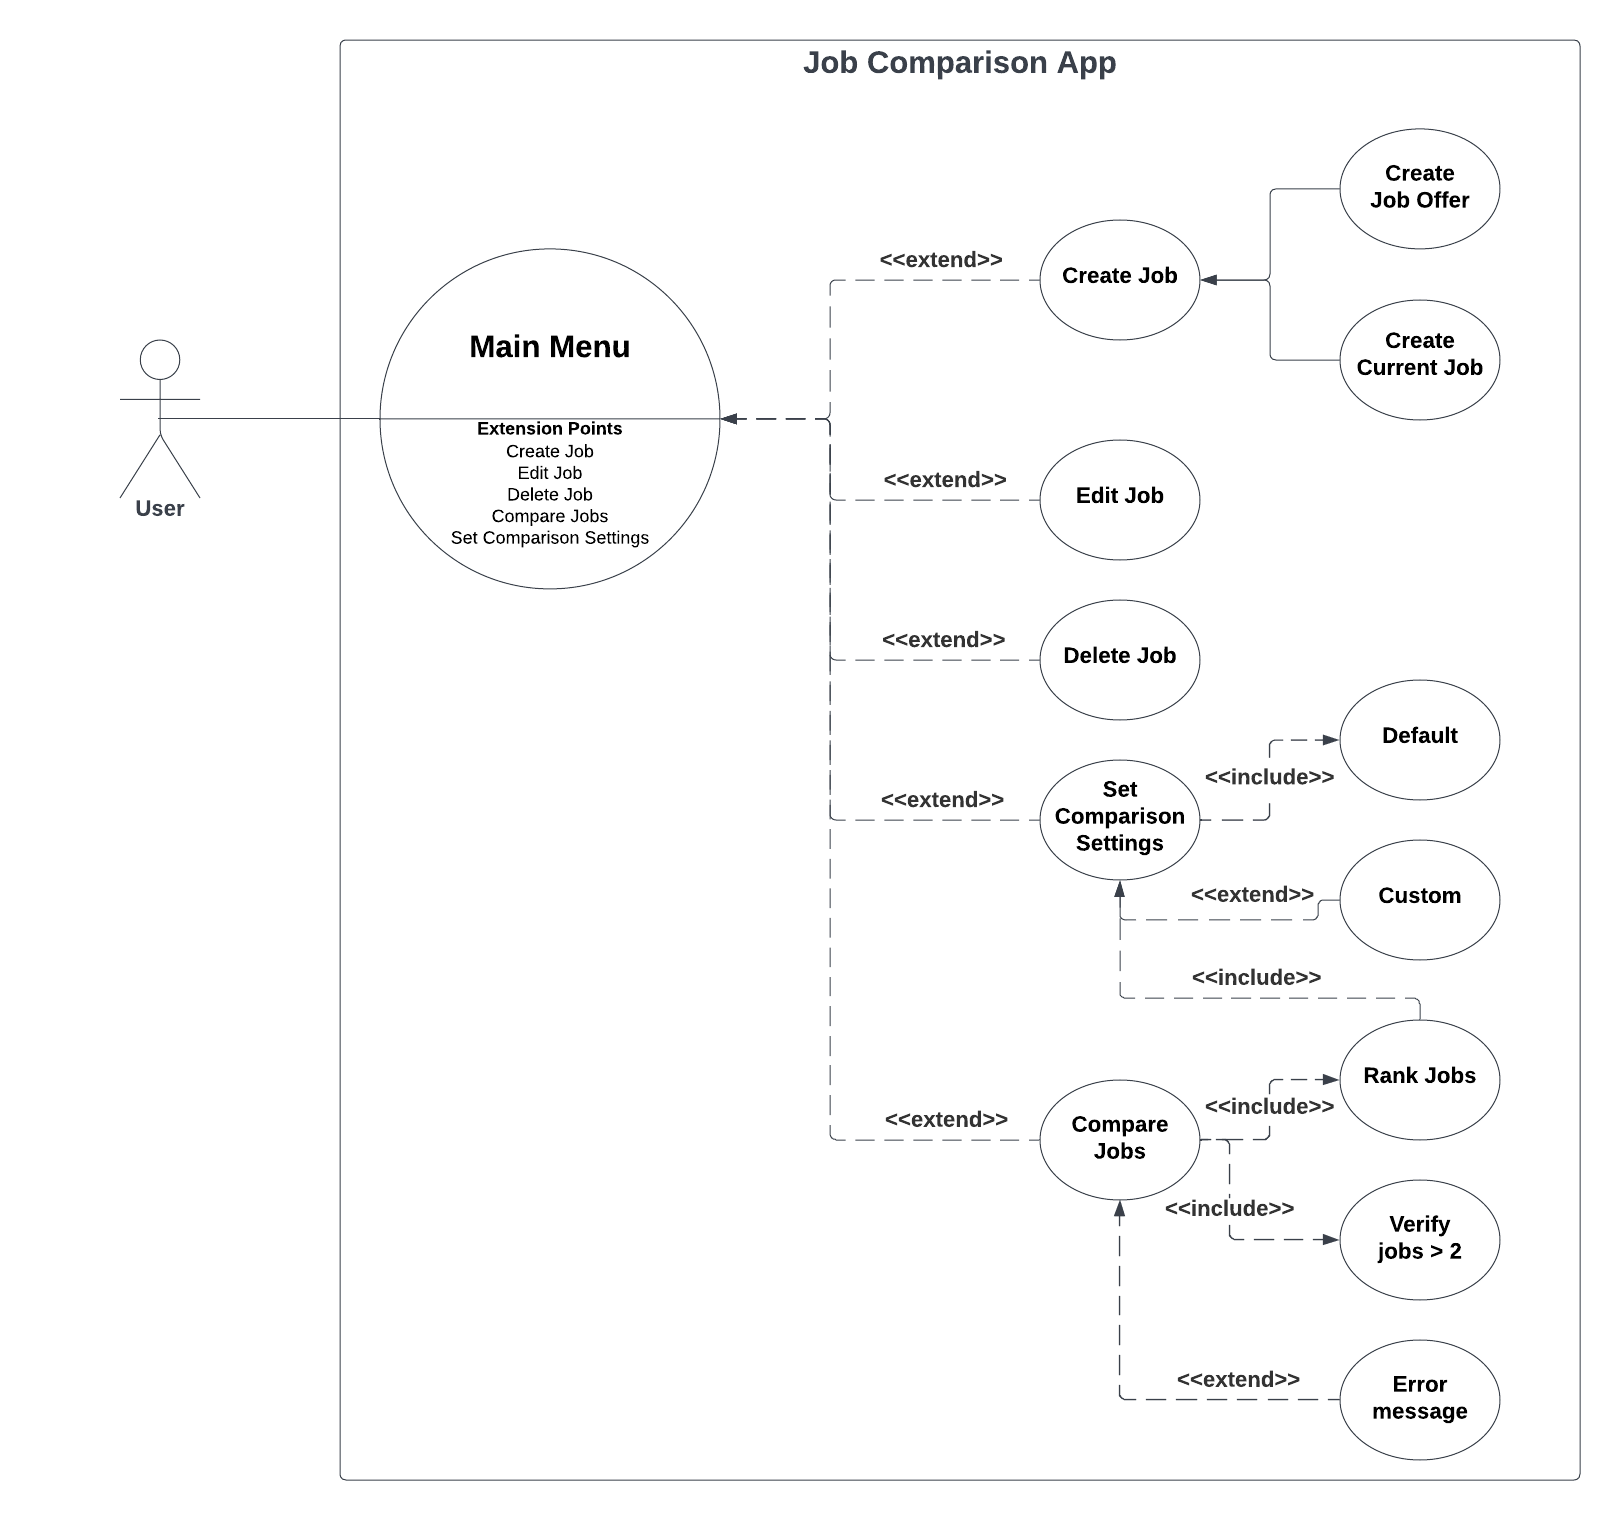 Job Comparison App
User
Main Menu
Extension Points
Create Job
Edit Job
Delete Job
Compare Jobs
Set Comparison Settings
<<extend>>
Create Job
Create
Job Offer
Create
Current Job
<<extend>>
Edit Job
<<extend>>
Delete Job
<<extend>>
Set
Comparison
Settings
<<include>>
Default
<<extend>>
Custom
<<include>>
<<extend>>
Compare
Jobs
<<include>>
Rank Jobs
<<include>>
Verify
jobs > 2
<<extend>>
Error
message